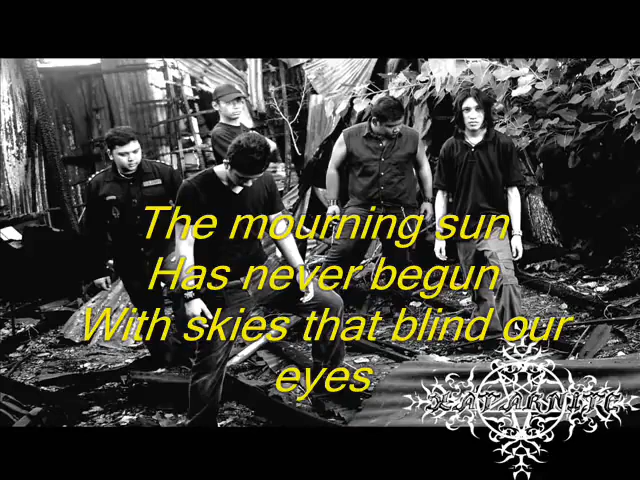 The mourning sun
Has never begun
With skies that blind our
eyes